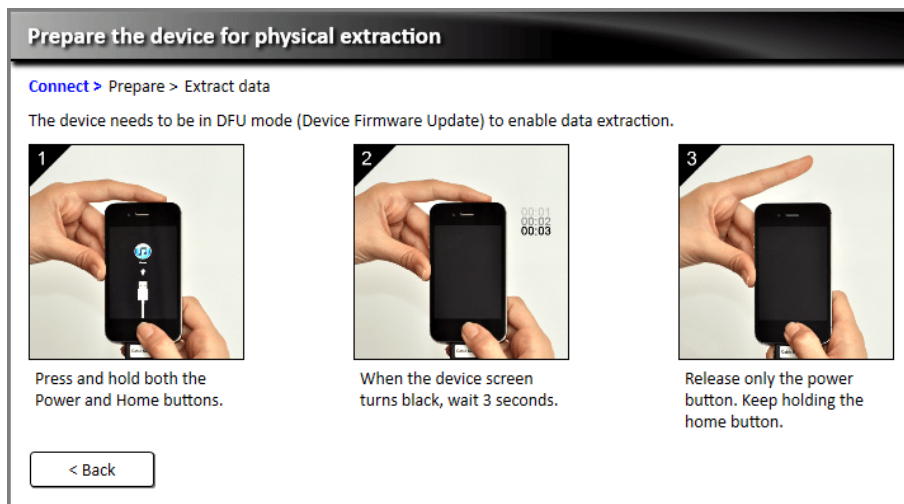 Prepare the device for physical extraction
Connect > Prepare > Extract data
The device needs to be in DFU mode (Device Firmware Update) to enable data extraction.
1
2
3
00:01
00:02
00:03
Press and hold both the
Power and Home buttons.
When the device screen
turns black, wait 3 seconds.
Release only the power
button. Keep holding the
home button.
< Back